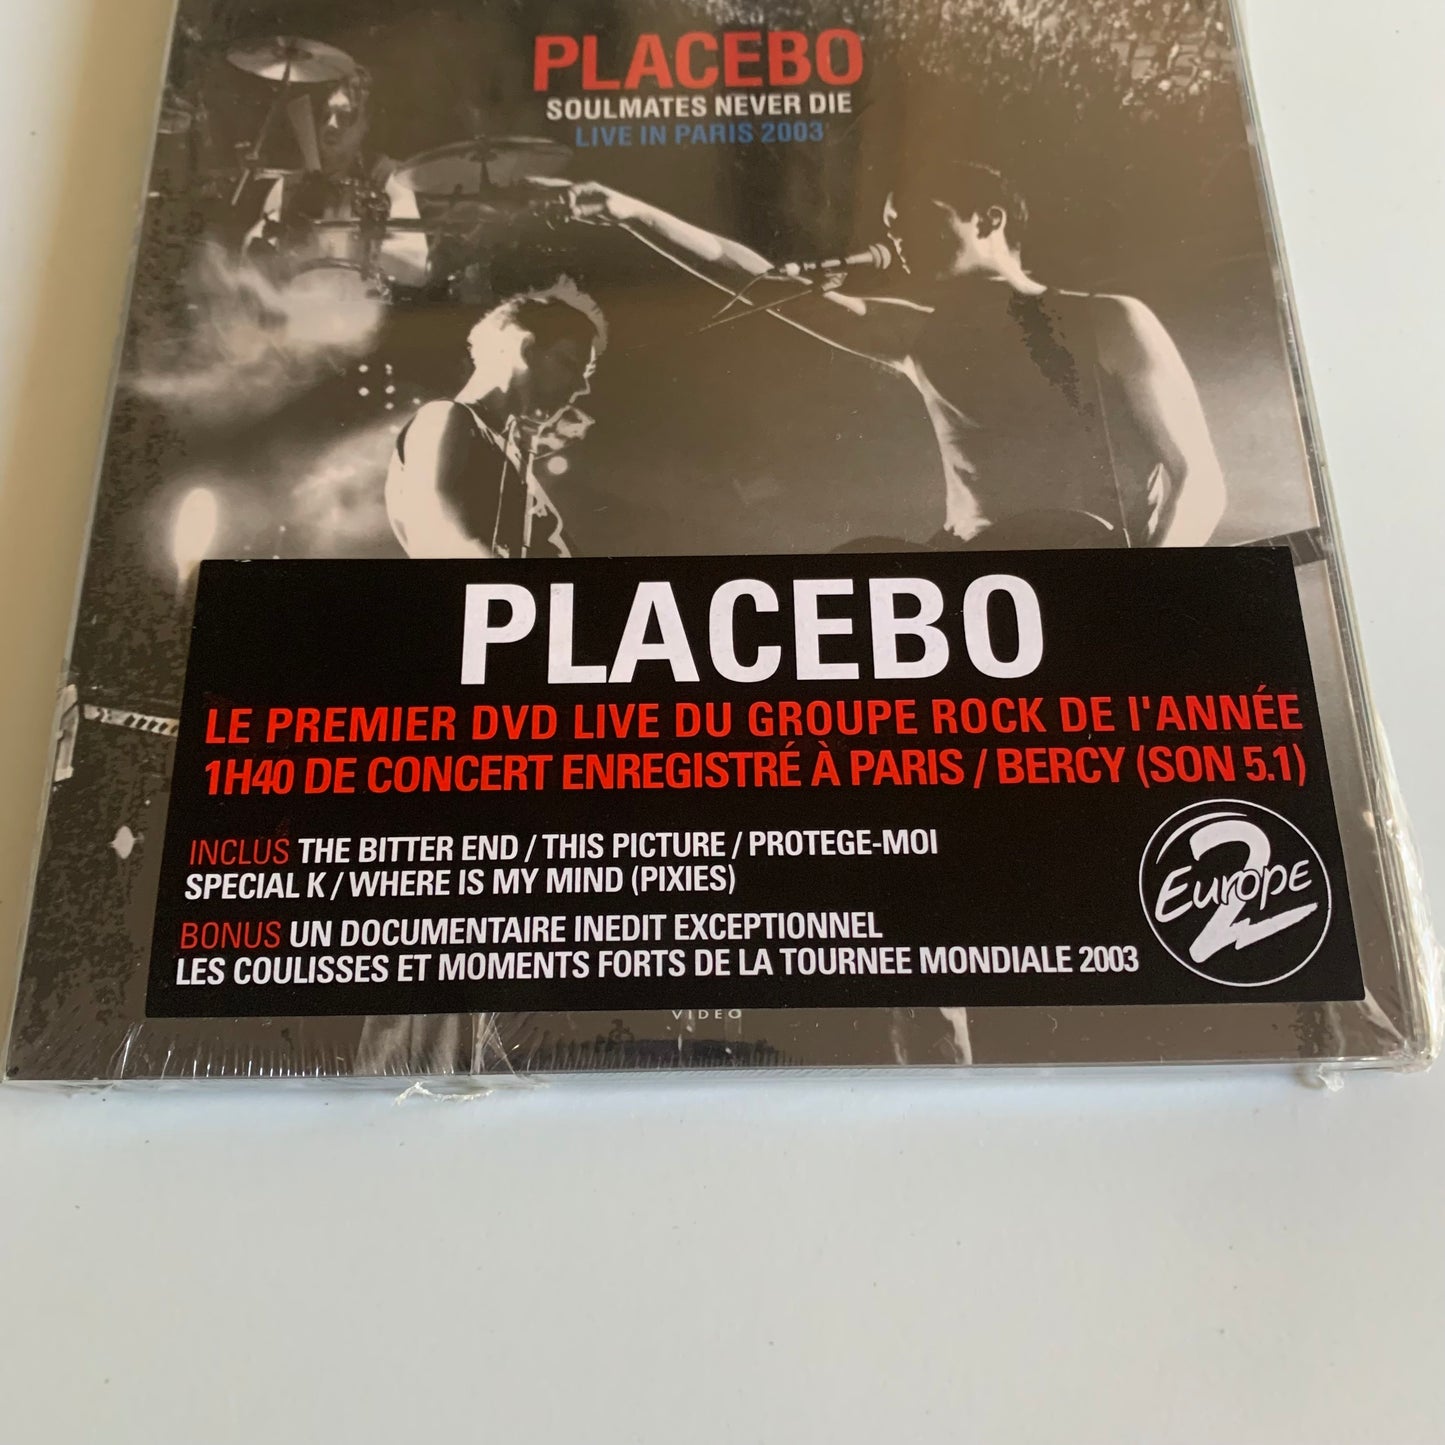 PLACEBO
SOULMATES NEVER DIE
LIVE IN PARIS 2003
PLACEBO
LE PREMIER DVD LIVE DU GROUPE ROCK DE l'ANNÉE
1H40 DE CONCERT ENREGISTRÉ À PARIS / BERCY (SON 5.1)
INCLUS THE BITTER END / THIS PICTURE / PROTEGE-MOI
SPECIAL K / WHERE IS MY MIND (PIXIES)
BONUS UN DOCUMENTAIRE INEDIT EXCEPTIONNEL
LES COULISSES ET MOMENTS FORTS DE LA TOURNEE MONDIALE 2003
Europe 2
VIDEO